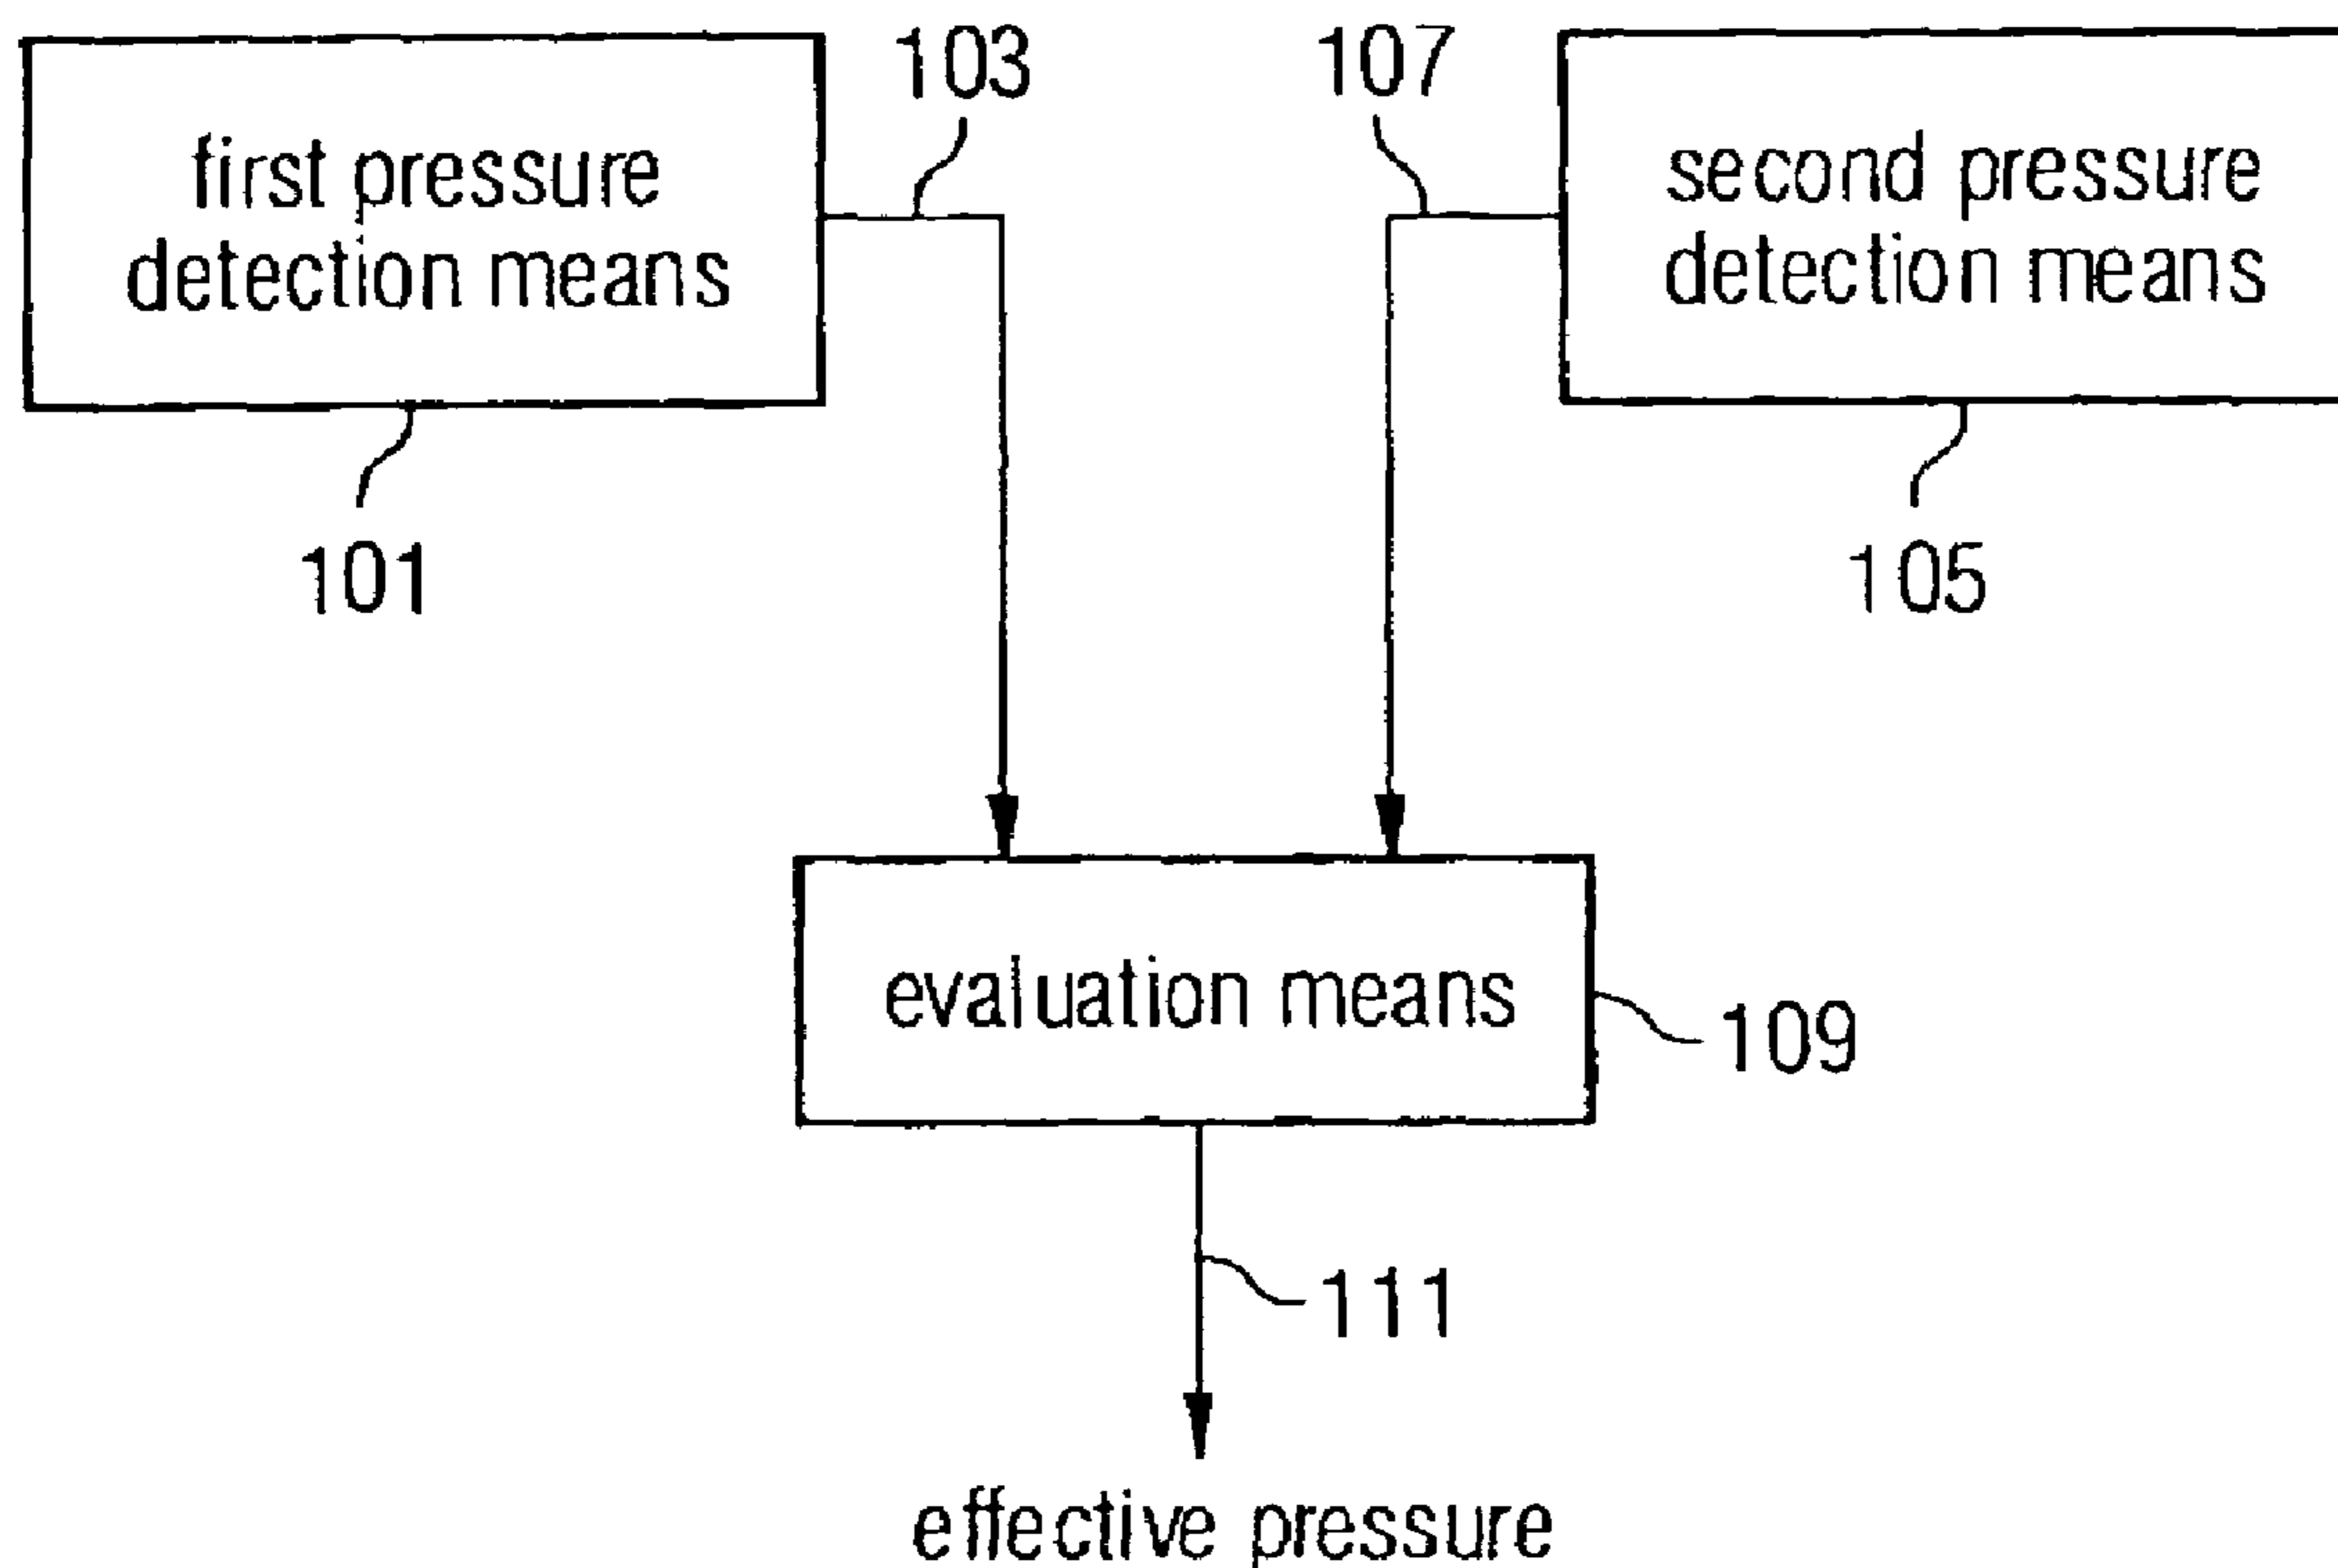 103
107
first pressure
detection means
second pressure
detection means
101
105
evaluation means
109
111
effective pressure